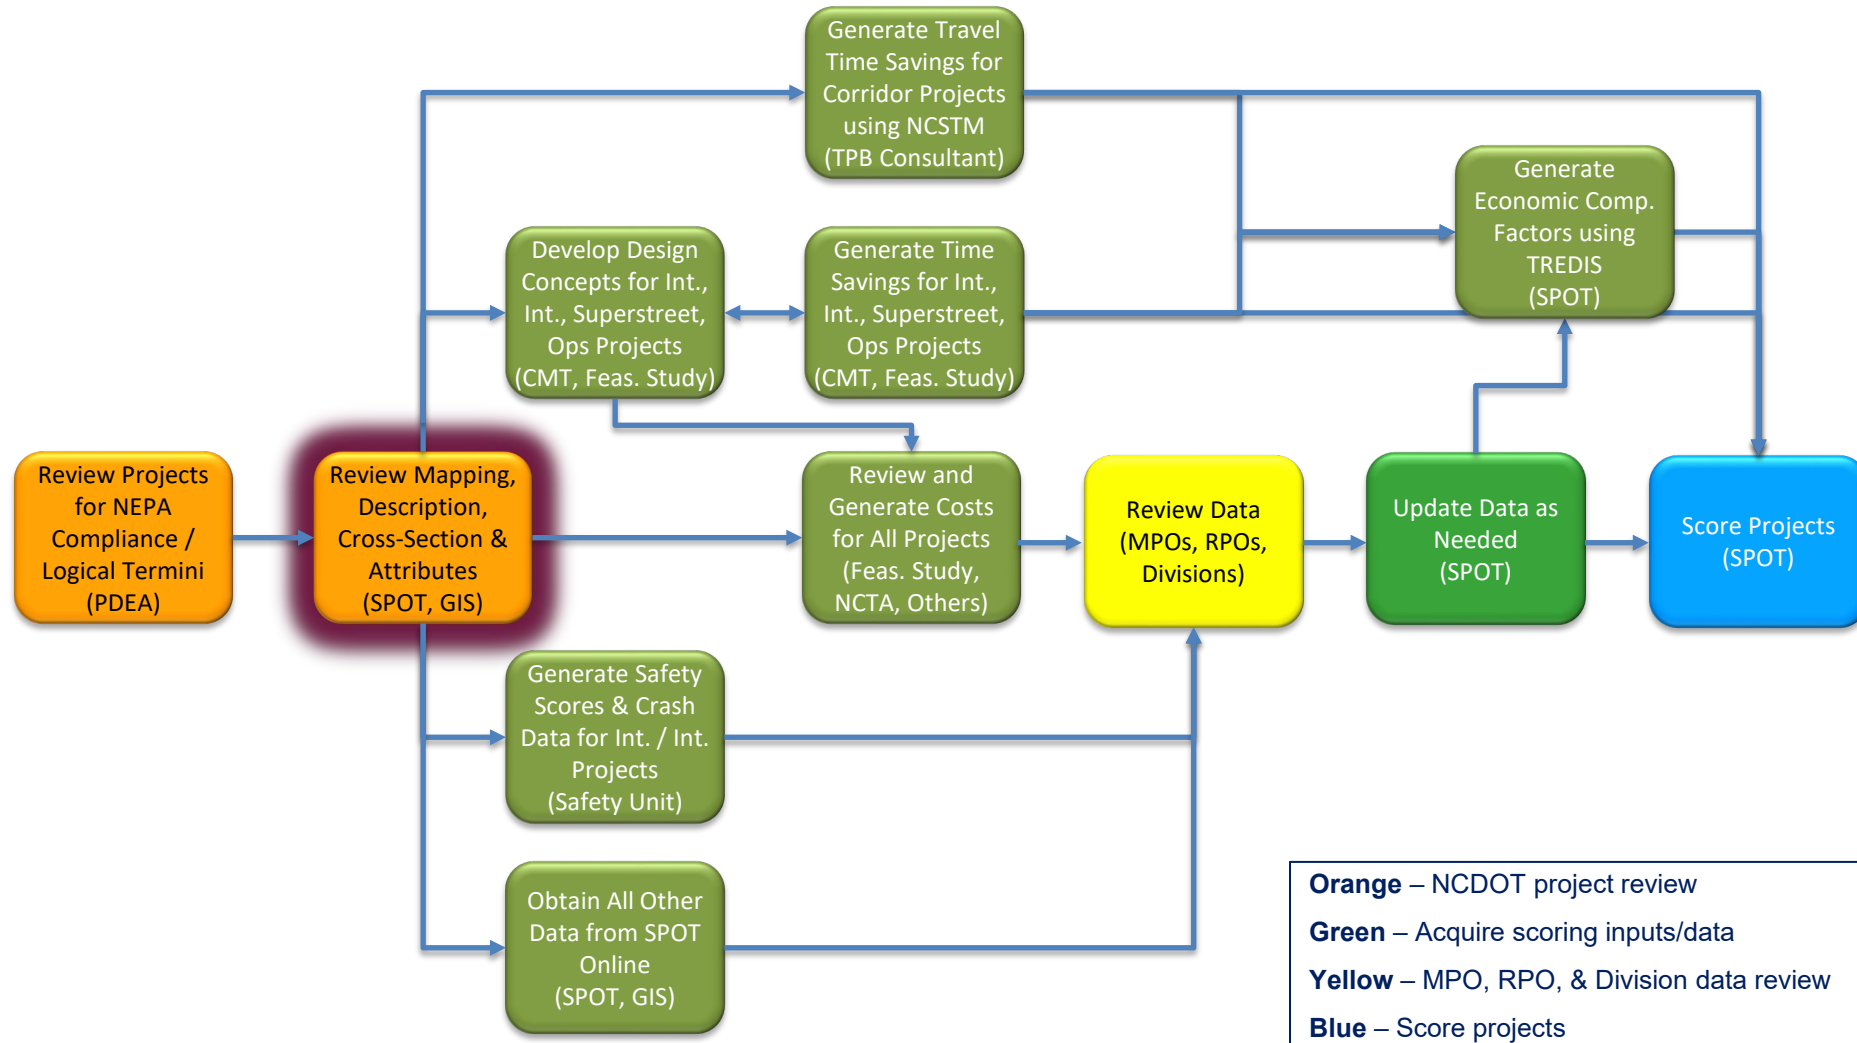 Generate Travel
Time Savings for
Corridor Projects
using NCSTM
(TPB Consultant)
Generate
Economic Comp.
Factors using
TREDIS
(SPOT)
Develop Design
Concepts for Int.,
Int., Superstreet,
Ops Projects
(CMT, Feas. Study)
Generate Time
Savings for Int.,
Int., Superstreet,
Ops Projects
(CMT, Feas. Study)
Review Projects
for NEPA
Compliance /
Logical Termini
(PDEA)
Review Mapping,
Description,
Cross-Section &
Attributes
(SPOT, GIS)
Review and
Generate Costs
for All Projects
(Feas. Study,
NCTA, Others)
Review Data
(MPOs, RPOs,
Divisions)
Update Data as
Needed
(SPOT)
Score Projects
(SPOT)
Generate Safety
Scores & Crash
Data for Int. / Int.
Projects
(Safety Unit)
Obtain All Other
Data from SPOT
Online
(SPOT, GIS)
Orange – NCDOT project review
Green – Acquire scoring inputs/data
Yellow – MPO, RPO, & Division data review
Blue – Score projects